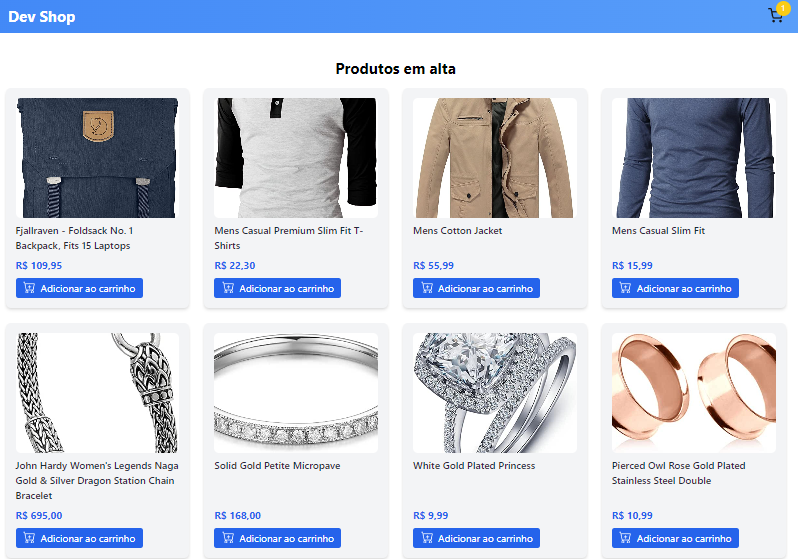 Dev Shop
1
Produtos em alta
Fjallraven - Foldsack No. 1
Backpack, Fits 15 Laptops
R$ 109,95
Adicionar ao carrinho
Mens Casual Premium Slim Fit T-
Shirts
R$ 22,30
Adicionar ao carrinho
Mens Cotton Jacket
R$ 55,99
Adicionar ao carrinho
Mens Casual Slim Fit
R$ 15,99
Adicionar ao carrinho
John Hardy Women's Legends Naga
Gold & Silver Dragon Station Chain
Bracelet
R$ 695,00
Adicionar ao carrinho
Solid Gold Petite Micropave
R$ 168,00
Adicionar ao carrinho
White Gold Plated Princess
R$ 9,99
Adicionar ao carrinho
Pierced Owl Rose Gold Plated
Stainless Steel Double
R$ 10,99
Adicionar ao carrinho